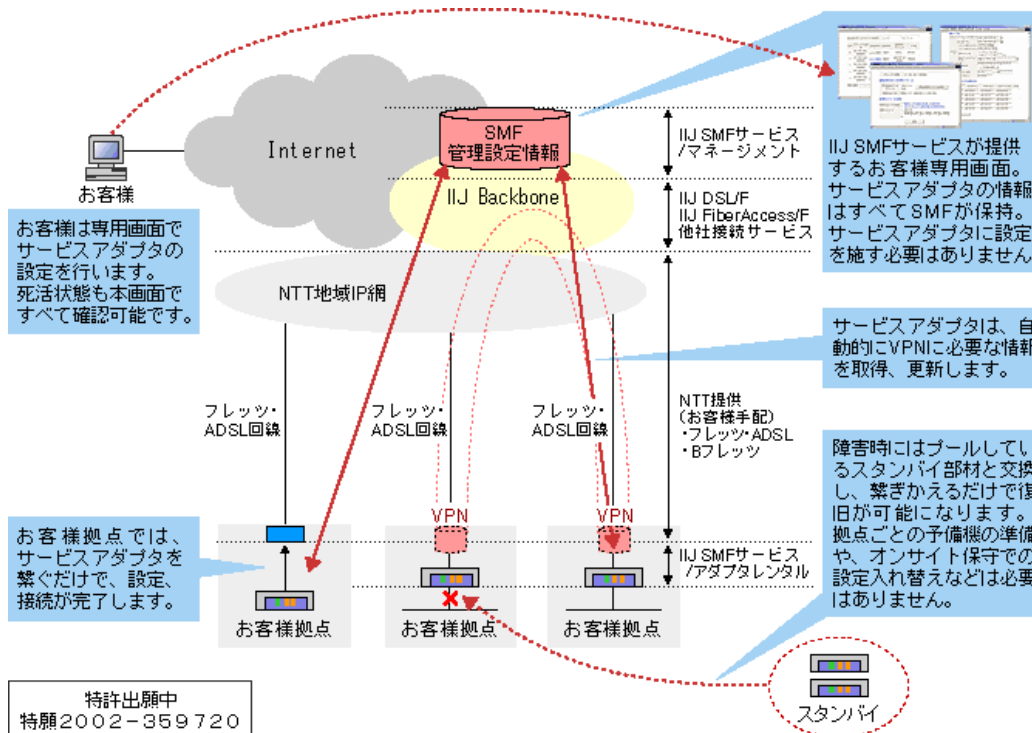 Internet
SMF
管理設定情報
IIJ Backbone
お客様
お客様は専用画面で
サービスアダプタの
設定を行います。
死活状態も本画面で
すべて確認可能です。
IIJ SMFサービス
/マネージメント
IIJ DSL/F
IIJ FiberAccess/F
他社接続サービス
IIJ SMFサービスが提供
するお客様専用画面。
サービスアダプタの情報
はすべてSMFが保持。
サービスアダプタに設定
を施す必要はありません
NTT地域IP網
サービスアダプタは、自
動的にVPNに必要な情報
を取得、更新します。
フレッツ・
ADSL回線
フレッツ・
ADSL回線
フレッツ・
ADSL回線
NTT提供
(お客様手配)
・フレッツ・ADSL
・Bフレッツ
障害時にはプールしてい
るスタンバイ部材と交換
し、繋ぎかえるだけで復
旧が可能になります。
拠点ごとの予備機の準備
や、オンサイト保守での
設定入れ替えなどは必要
はありません。
お客様拠点では、
サービスアダプタを
繋ぐだけで、設定、
接続が完了します。
VPN
VPN
IIJ SMFサービス
/アダプタレンタル
お客様拠点
お客様拠点
お客様拠点
スタンバイ
特許出願中
特願2002-359720